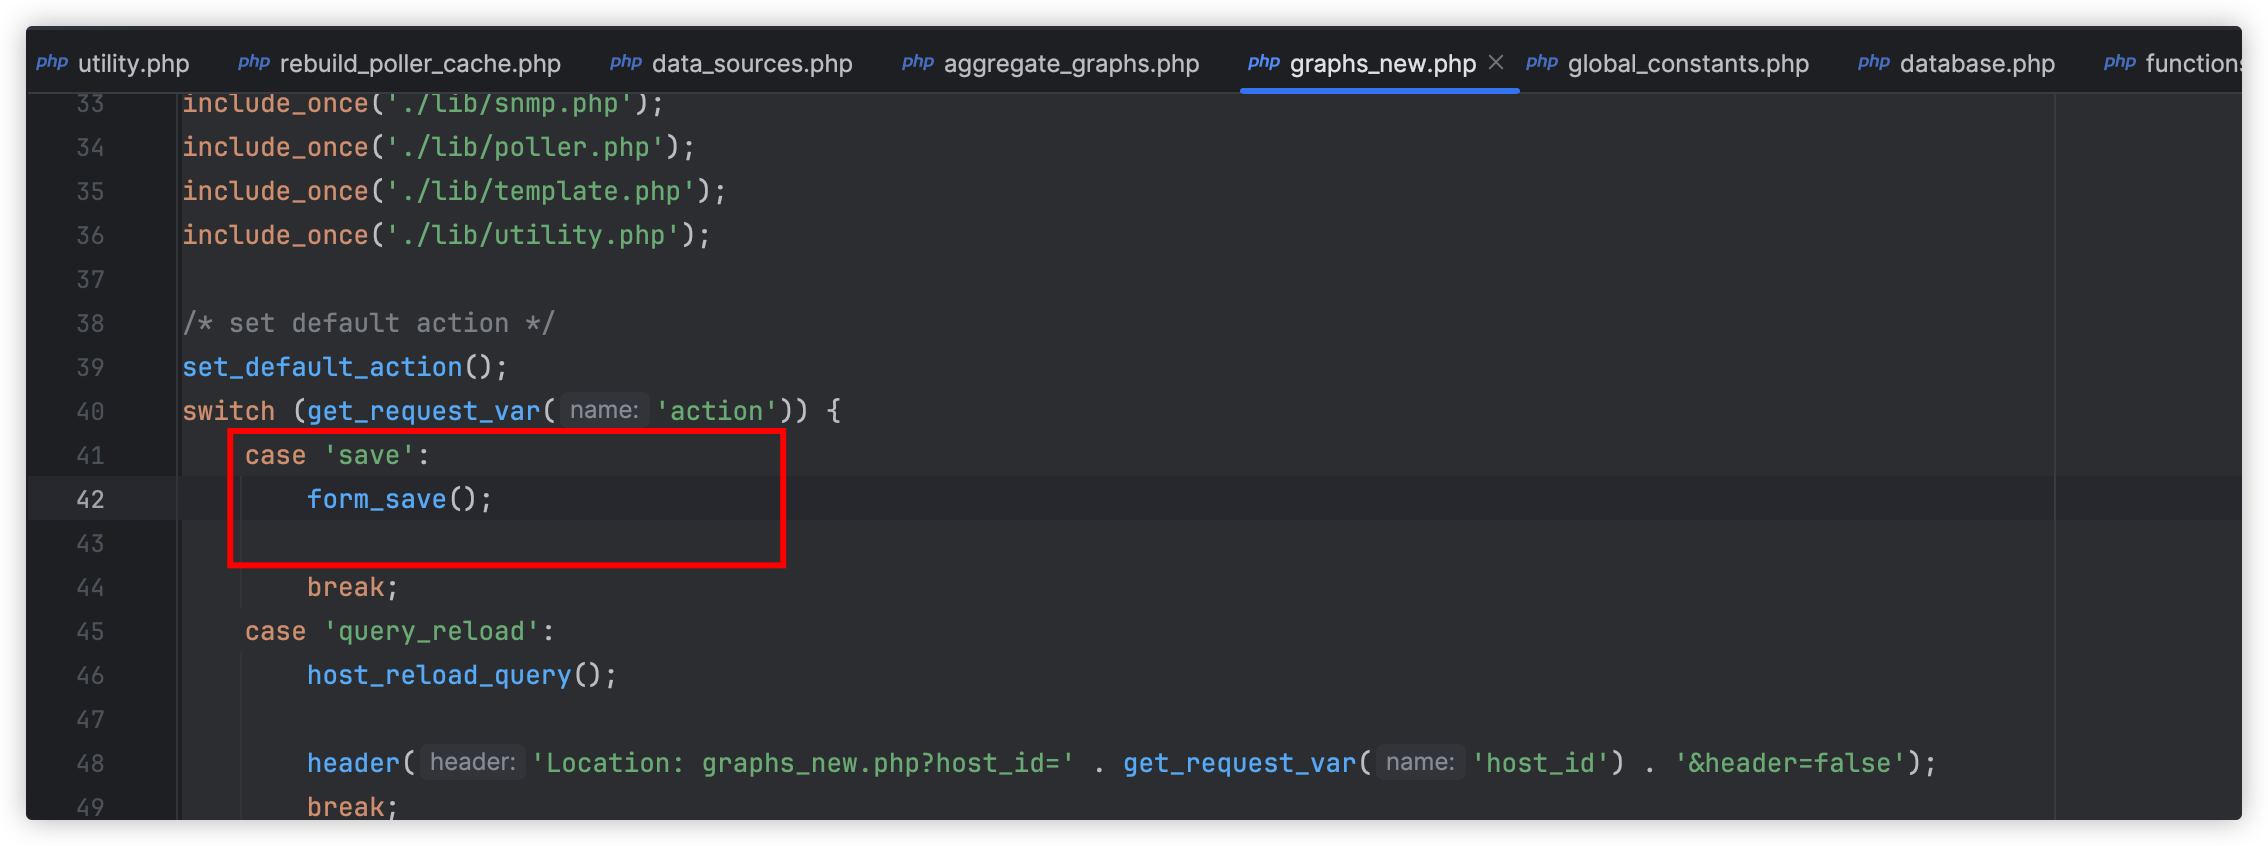 php utility.php php rebuild_poller_cache.php php data_sources.php php aggregate_graphs.php php graphs_new.php × php global_constants.php php database.php php functions
33 include_once('./lib/snmp.php');
34 include_once('./lib/poller.php');
35 include_once('./lib/template.php');
36 include_once('./lib/utility.php');
37
38 /* set default action */
39 set_default_action();
40 switch (get_request_var( name: 'action')) {
41 case 'save':
42 form_save();
43
44 break;
45 case 'query_reload':
46 host_reload_query();
47
48 header( header: 'Location: graphs_new.php?host_id=' . get_request_var( name: 'host_id') . '&header=false');
49 break;